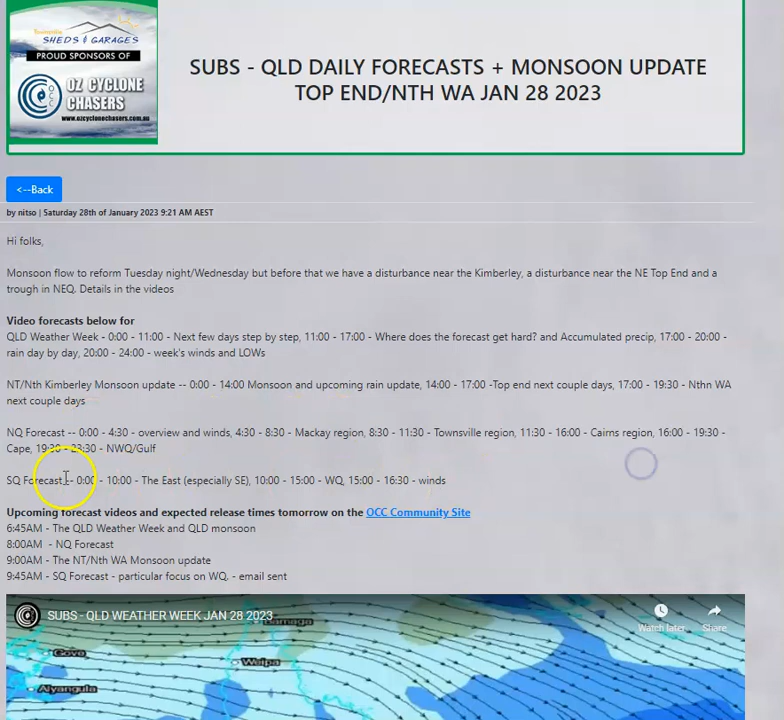 Townsville
SHEDS & GARAGES
PROUD SPONSORS OF
OZ CYCLONE
CHASERS
www.ozcyclonechasers.com.au
SUBS - QLD DAILY FORECASTS + MONSOON UPDATE
TOP END/NTH WA JAN 28 2023
<--Back
by nitso | Saturday 28th of January 2023 9:21 AM AEST
Hi folks,
Monsoon flow to reform Tuesday night/Wednesday but before that we have a disturbance near the Kimberley, a disturbance near the NE Top End and a
trough in NEQ. Details in the videos
Video forecasts below for
QLD Weather Week - 0:00 - 11:00 - Next few days step by step, 11:00 - 17:00 - Where does the forecast get hard? and Accumulated precip, 17:00 - 20:00 -
rain day by day, 20:00 - 24:00 - week's winds and LOWs
NT/Nth Kimberley Monsoon update -- 0:00 - 14:00 Monsoon and upcoming rain update, 14:00 - 17:00 -Top end next couple days, 17:00 - 19:30 - Nthn WA
next couple days
NQ Forecast -- 0:00 - 4:30 - overview and winds, 4:30 - 8:30 - Mackay region, 8:30 - 11:30 - Townsville region, 11:30 - 16:00 - Cairns region, 16:00 - 19:30 -
Cape, 19:30 - 23:30 - NWQ/Gulf
SQ Forecast -- 0:00 - 10:00 - The East (especially SE), 10:00 - 15:00 - WQ, 15:00 - 16:30 - winds
Upcoming forecast videos and expected release times tomorrow on the OCC Community Site
6:45AM - The QLD Weather Week and QLD monsoon
8:00AM - NQ Forecast
9:00AM - The NT/Nth WA Monsoon update
9:45AM - SQ Forecast - particular focus on WQ. - email sent
SUBS - QLD WEATHER WEEK JAN 28 2023
Watch later
Share
Bamaga
Gove
Weipa
Alyangula